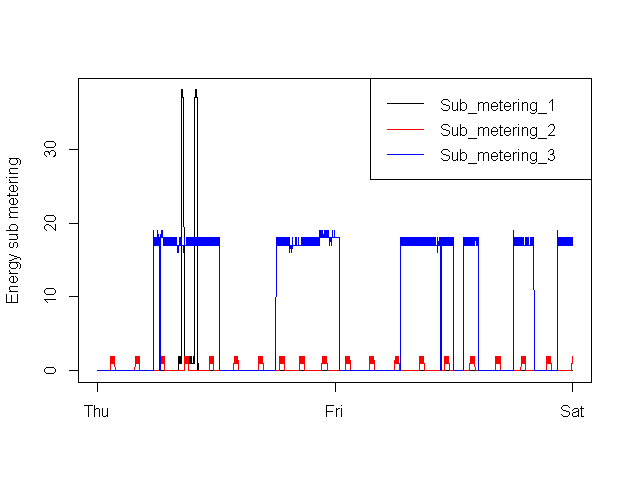 Sub_metering_1
Sub_metering_2
Sub_metering_3
Energy sub metering
30
20
10
0
Thu Fri Sat